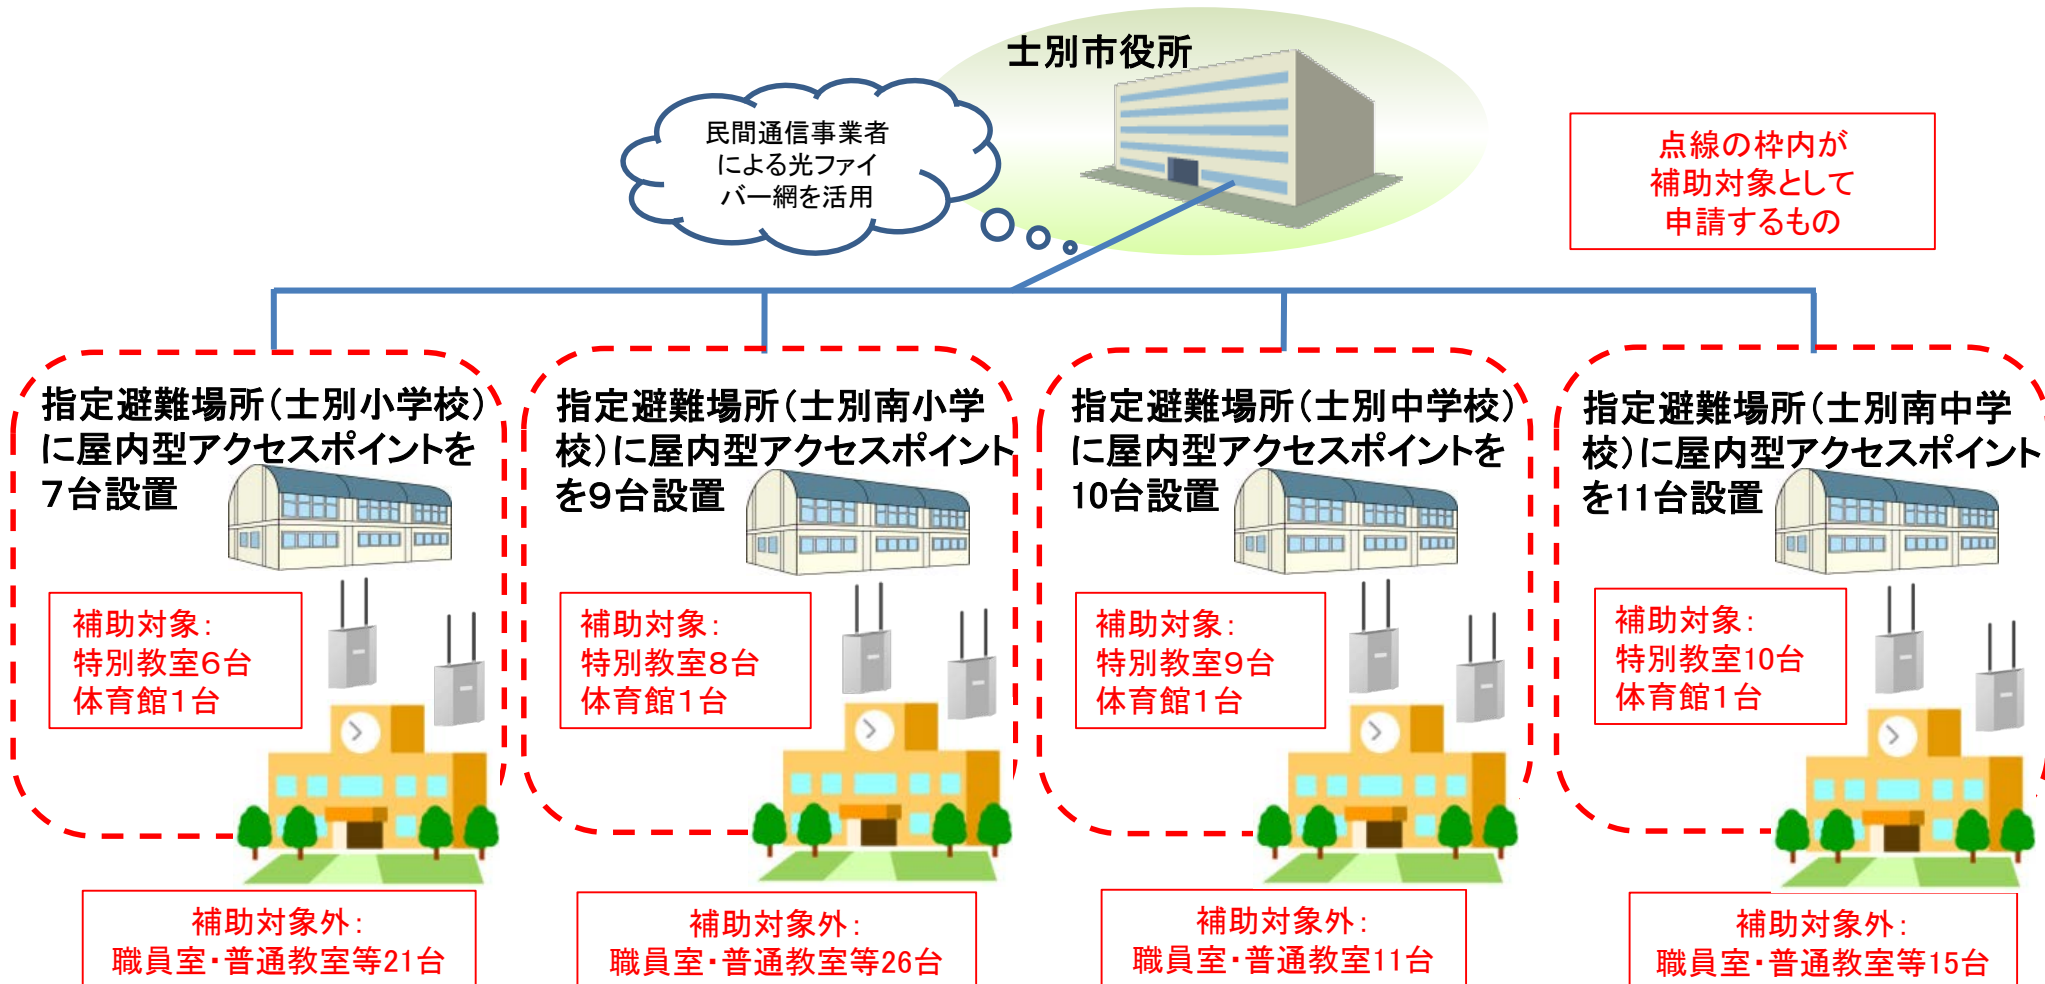 士別市役所
民間通信事業者
による光ファイ
バー網を活用
点線の枠内が
補助対象として
申請するもの
指定避難場所（士別小学校）
に屋内型アクセスポイントを
７台設置
補助対象：
特別教室６台
体育館１台
補助対象外：
職員室・普通教室等21台
指定避難場所（士別南小学
校）に屋内型アクセスポイント
を９台設置
補助対象：
特別教室８台
体育館１台
補助対象外：
職員室・普通教室等26台
指定避難場所（士別中学校）
に屋内型アクセスポイントを
10台設置
補助対象：
特別教室９台
体育館１台
補助対象外：
職員室・普通教室11台
指定避難場所（士別南中学
校）に屋内型アクセスポイント
を11台設置
補助対象：
特別教室10台
体育館１台
補助対象外：
職員室・普通教室等15台